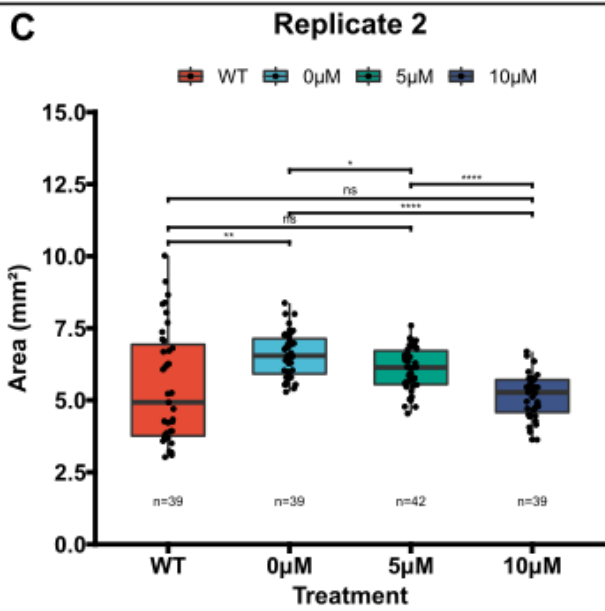 C
Replicate 2
WT 0µM 5µM 10µM
Area (mm²)
15.0
12.5
10.0
7.5
5.0
2.5
0.0
*
****
ns
****
ns
**
n=39 n=39 n=42 n=39
WT 0µM 5µM 10µM
Treatment